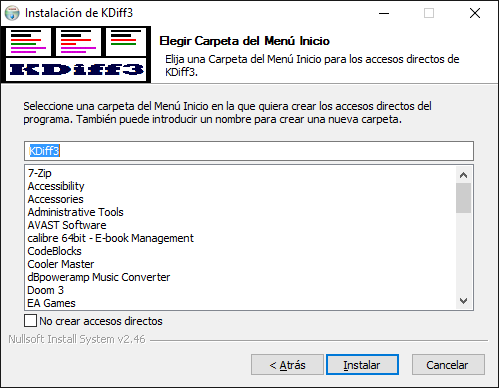 Instalación de KDiff3
KDiff3
Elegir Carpeta del Menú Inicio
Elija una Carpeta del Menú Inicio para los accesos directos de
KDiff3.
Seleccione una carpeta del Menú Inicio en la que quiera crear los accesos directos del
programa. También puede introducir un nombre para crear una nueva carpeta.
KDiff3
7-Zip
Accessibility
Accessories
Administrative Tools
AVAST Software
calibre 64bit - E-book Management
CodeBlocks
Cooler Master
dBpoweramp Music Converter
Doom 3
EA Games
No crear accesos directos
Nullsoft Install System v2.46
< Atrás
Instalar
Cancelar